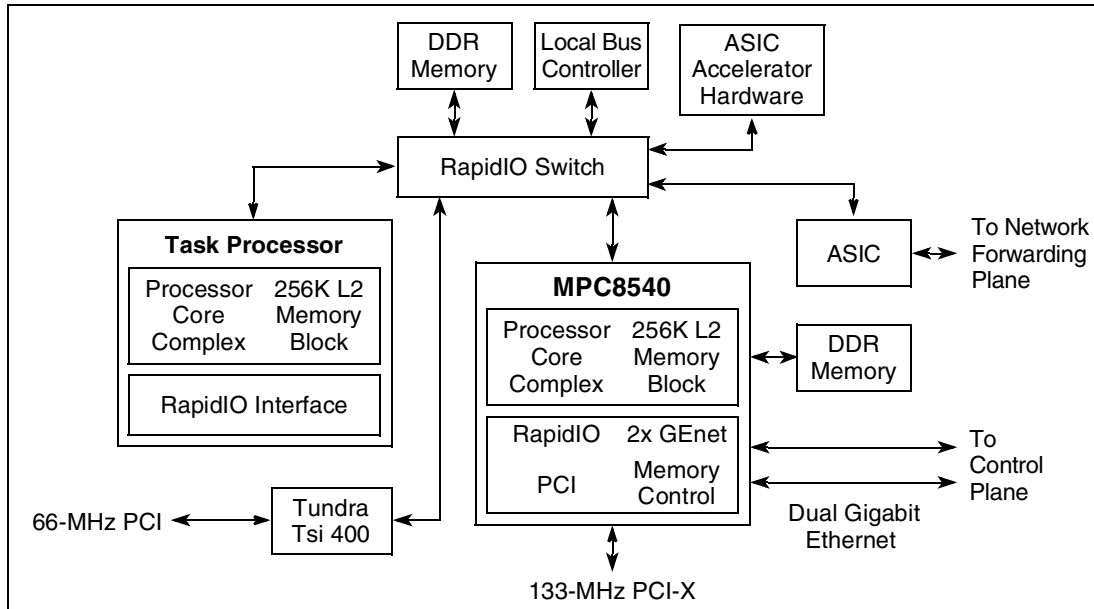 DDR
Memory
Local Bus
Controller
ASIC
Accelerator
Hardware
RapidIO Switch
Task Processor
Processor
Core
Complex
256K L2
Memory
Block
RapidIO Interface
MPC8540
Processor
Core
Complex
256K L2
Memory
Block
RapidIO
2x GEnet
PCI
Memory
Control
ASIC
To Network
Forwarding
Plane
DDR
Memory
To
Control
Plane
Dual Gigabit
Ethernet
66-MHz PCI
Tundra
Tsi 400
133-MHz PCI-X